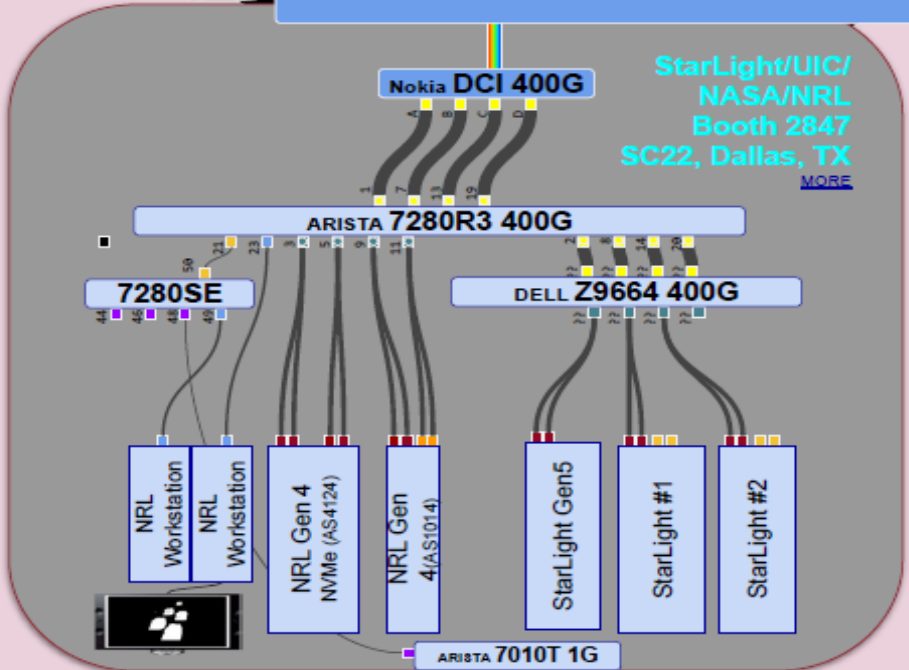 StarLight/UIC/
NASA/NRL
Booth 2847
SC22, Dallas, TX
MORE
Nokia DCI 400G
A B C D
1 7 13 19
ARISTA 7280R3 400G
21 23 3 5 9 11 2 8 14 20
50
?? ?? ?? ??
7280SE
DELL Z9664 400G
44 46 48 49
?? ?? ?? ??
NRL
Workstation
NRL
Workstation
NRL Gen 4
NVMe (AS4124)
NRL Gen
4(AS1014)
StarLight Gen5
StarLight #1
StarLight #2
ARISTA 7010T 1G